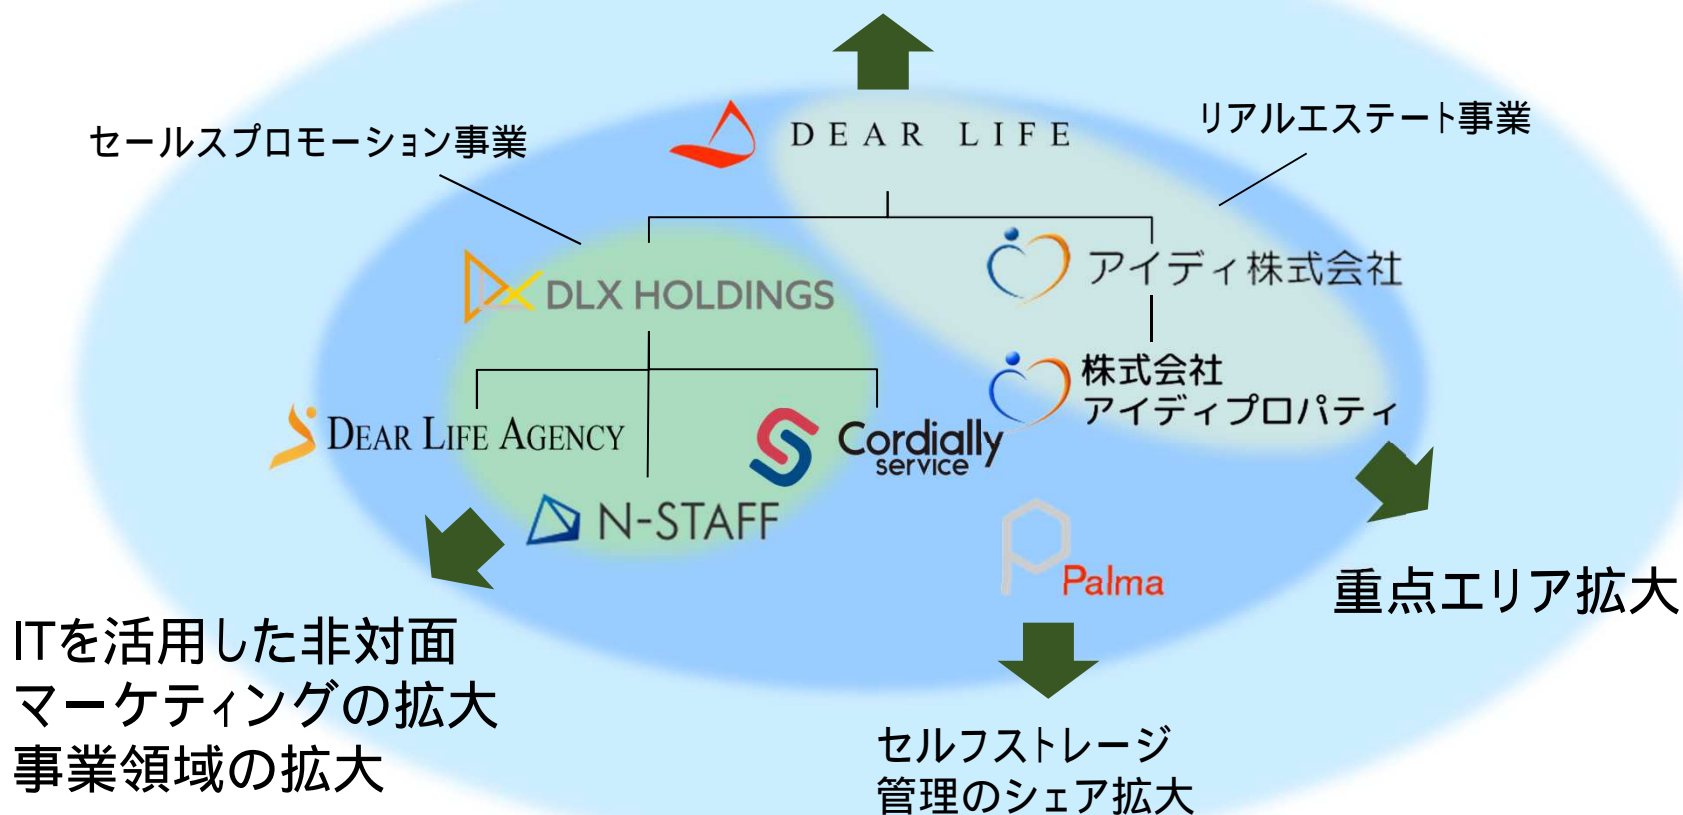 リアルエステート事業
セールスプロモーション事業
DEAR LIFE
アイディ株式会社
DLX HOLDINGS
株式会社
アイディプロパティ
DEAR LIFE AGENCY
Cordially
service
N-STAFF
Palma
重点エリア拡大
ITを活用した非対面
マーケティングの拡大
事業領域の拡大
セルフストレージ
管理のシェア拡大